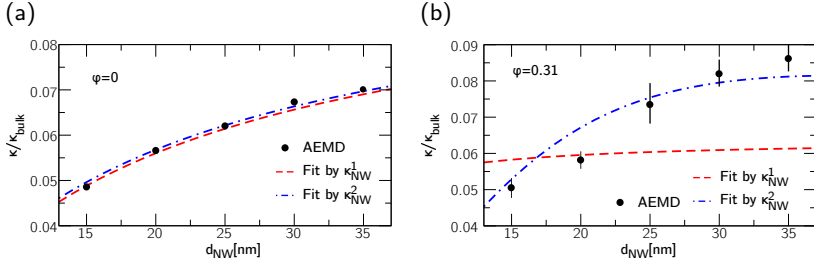 (a)
0.08
0.07
0.06
0.05
0.04
κ/κbulk
φ=0
AEMD
Fit by κ¹NW
Fit by κ²NW
15 20 25 30 35
dNW[nm]
(b)
0.09
0.08
0.07
0.06
0.05
0.04
κ/κbulk
φ=0.31
Fit by κ¹NW
AEMD
Fit by κ²NW
15 20 25 30 35
dNW[nm]